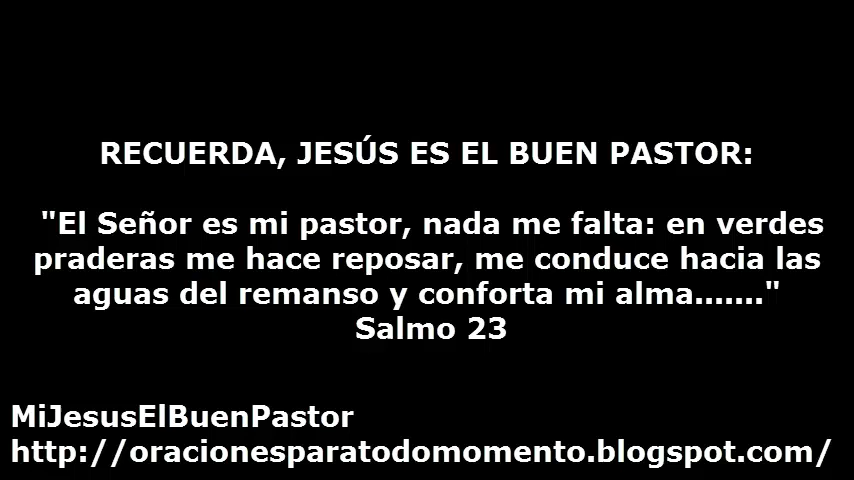 RECUERDA, JESÚS ES EL BUEN PASTOR:
"El Señor es mi pastor, nada me falta: en verdes
praderas me hace reposar, me conduce hacia las
aguas del remanso y conforta mi alma......."
Salmo 23
MiJesusElBuenPastor
http://oracionesparatodomomento.blogspot.com/